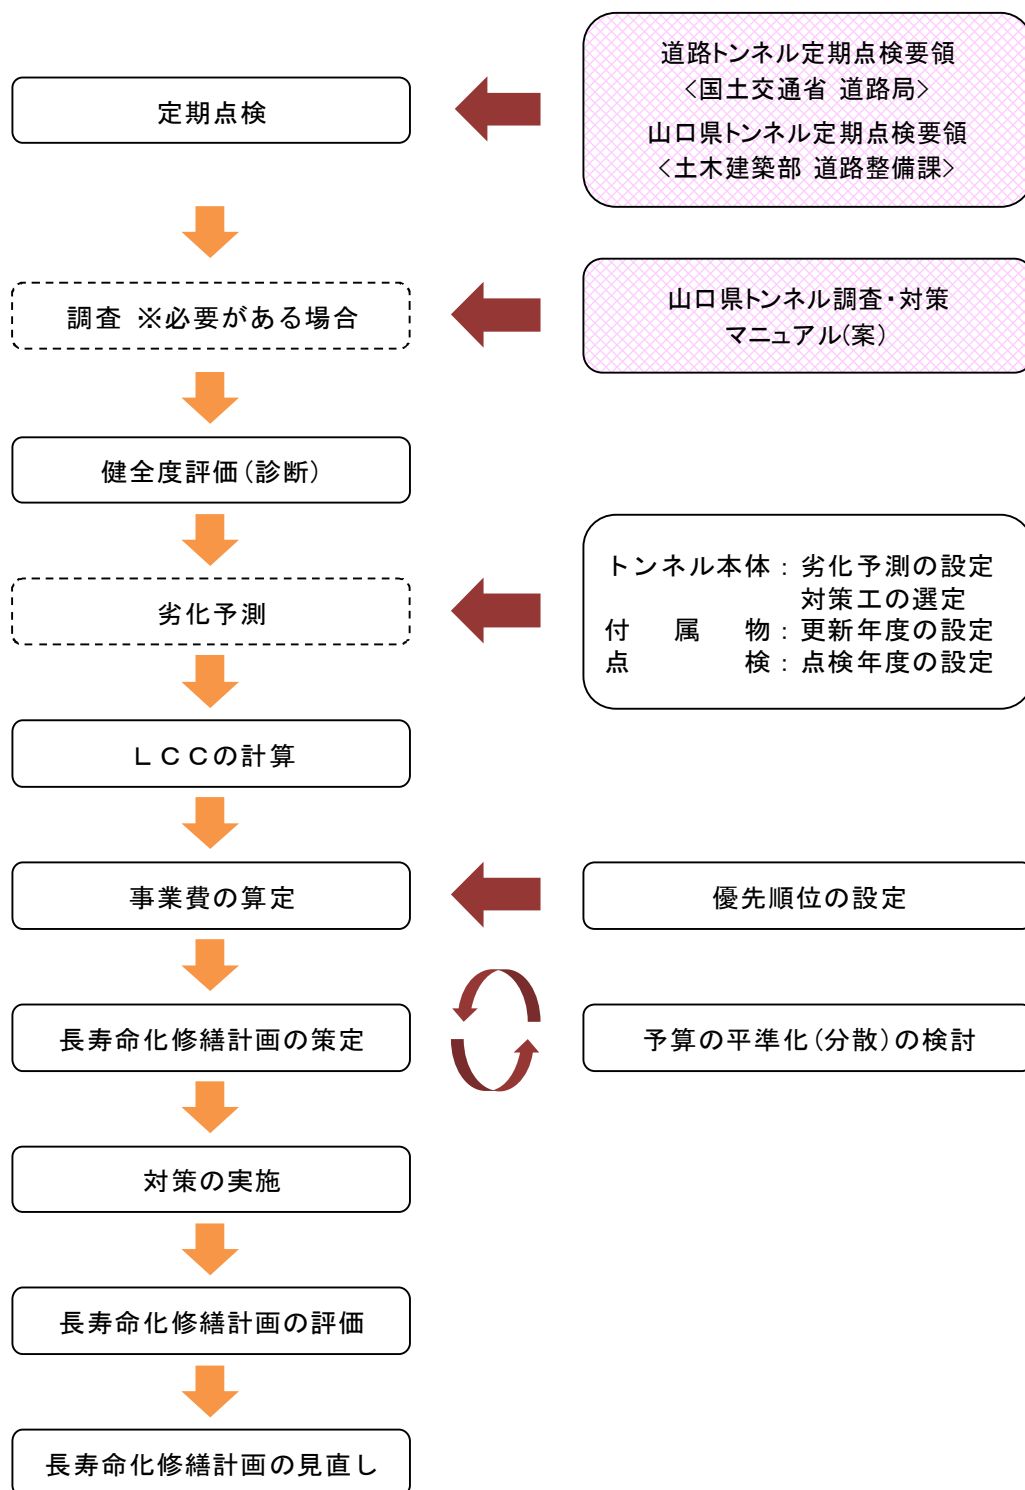 定期点検
道路トンネル定期点検要領
<国土交通省 道路局>
山口県トンネル定期点検要領
<土木建築部 道路整備課>
調査 ※必要がある場合
山口県トンネル調査・対策
マニュアル(案)
健全度評価(診断)
劣化予測
トンネル本体：劣化予測の設定
対策工の選定
付属物：更新年度の設定
点検：点検年度の設定
ＬＣＣの計算
事業費の算定
優先順位の設定
長寿命化修繕計画の策定
予算の平準化(分散)の検討
対策の実施
長寿命化修繕計画の評価
長寿命化修繕計画の見直し